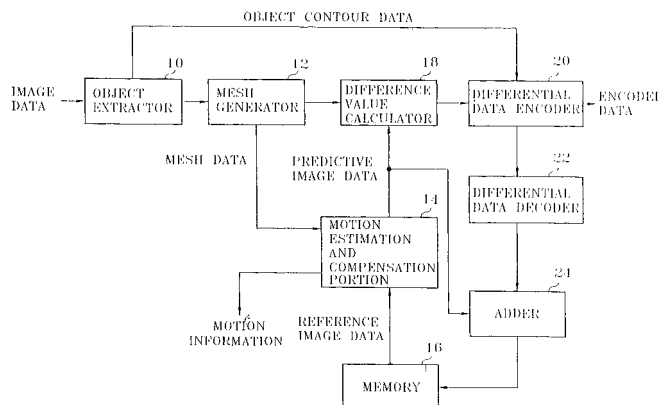 OBJECT CONTOUR DATA
10
12
18
20
IMAGE
DATA
OBJECT
EXTRACTOR
MESH
GENERATOR
DIFFERENCE
VALUE
CALCULATOR
DIFFERENTIAL
DATA ENCODER
ENCODED
DATA
MESH DATA
PREDICTIVE
IMAGE DATA
22
DIFFERENTIAL
DATA DECODER
14
MOTION
ESTIMATION
AND
COMPENSATION
PORTION
24
ADDER
MOTION
INFORMATION
REFERENCE
IMAGE DATA
16
MEMORY